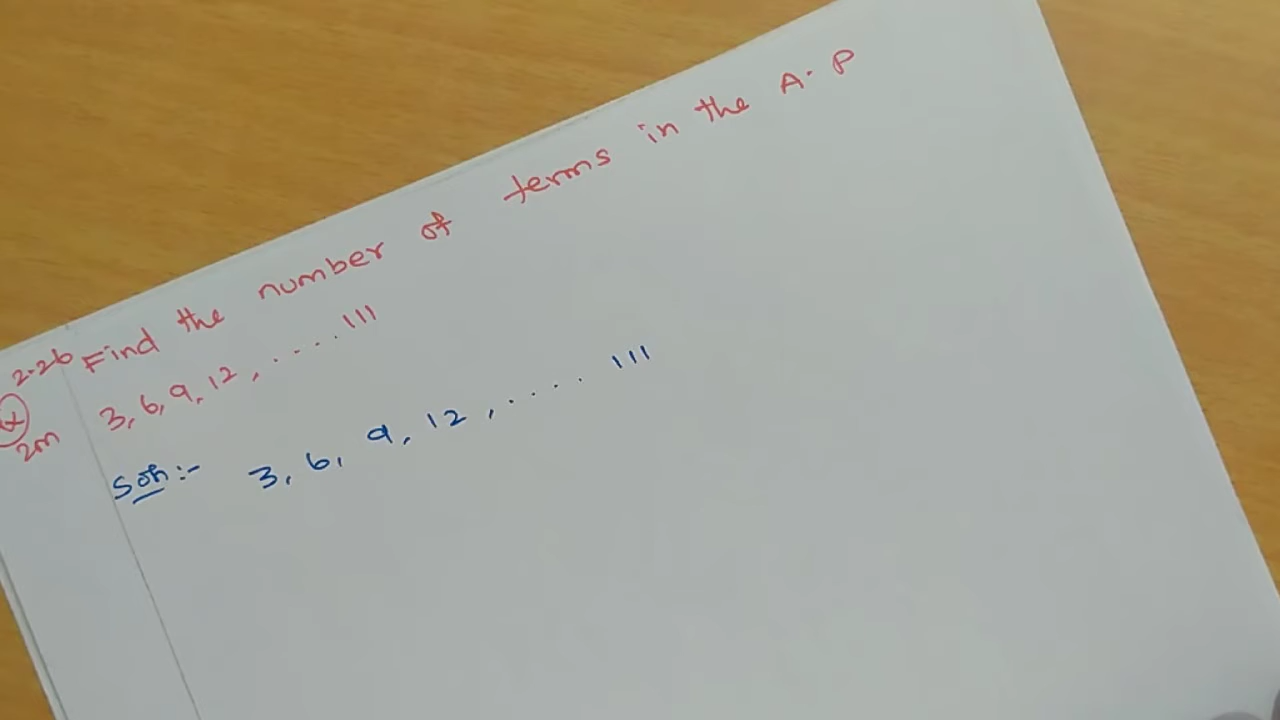 2.26 Find the number of terms in the A.P
3, 6, 9, 12, ..... 111
2m
Soln:- 3, 6, 9, 12, ..... 111